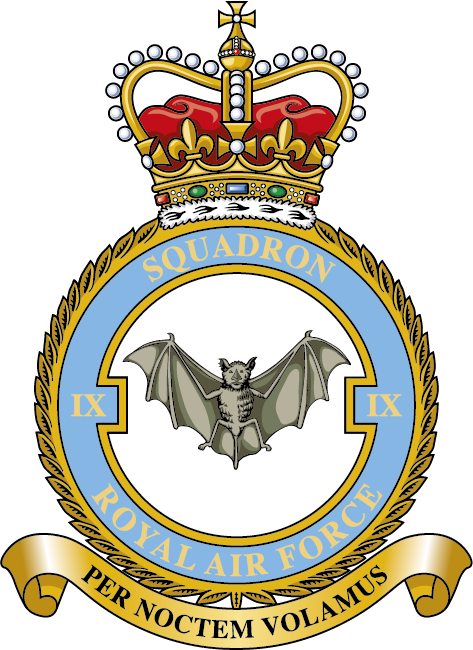 SQUADRON
IX IX
ROYAL AIR FORCE
PER NOCTEM VOLAMUS